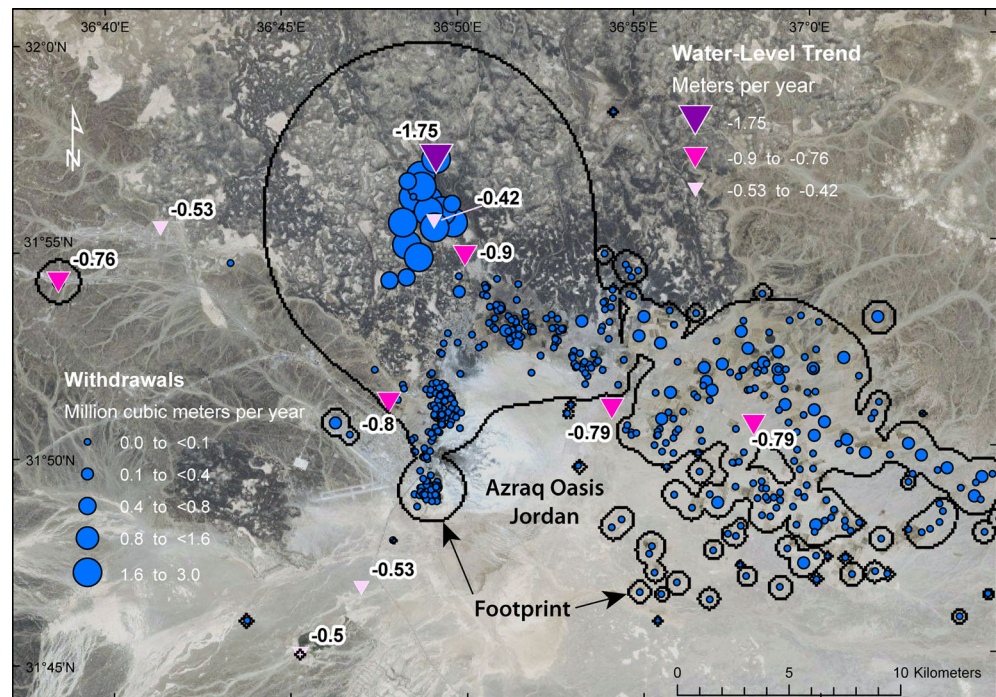 36°40'E
36°45'E
36°50'E
36°55'E
37°0'E
32°0'N
Water-Level Trend
Meters per year
-1.75
-0.9 to -0.76
-0.53 to -0.42
N
-1.75
-0.42
-0.53
31°55'N
-0.76
-0.9
Withdrawals
Million cubic meters per year
0.0 to <0.1
0.1 to <0.4
0.4 to <0.8
0.8 to <1.6
1.6 to 3.0
-0.8
-0.79
-0.79
31°50'N
Azraq Oasis
Jordan
-0.53
Footprint
-0.5
31°45'N
0 5 10 Kilometers